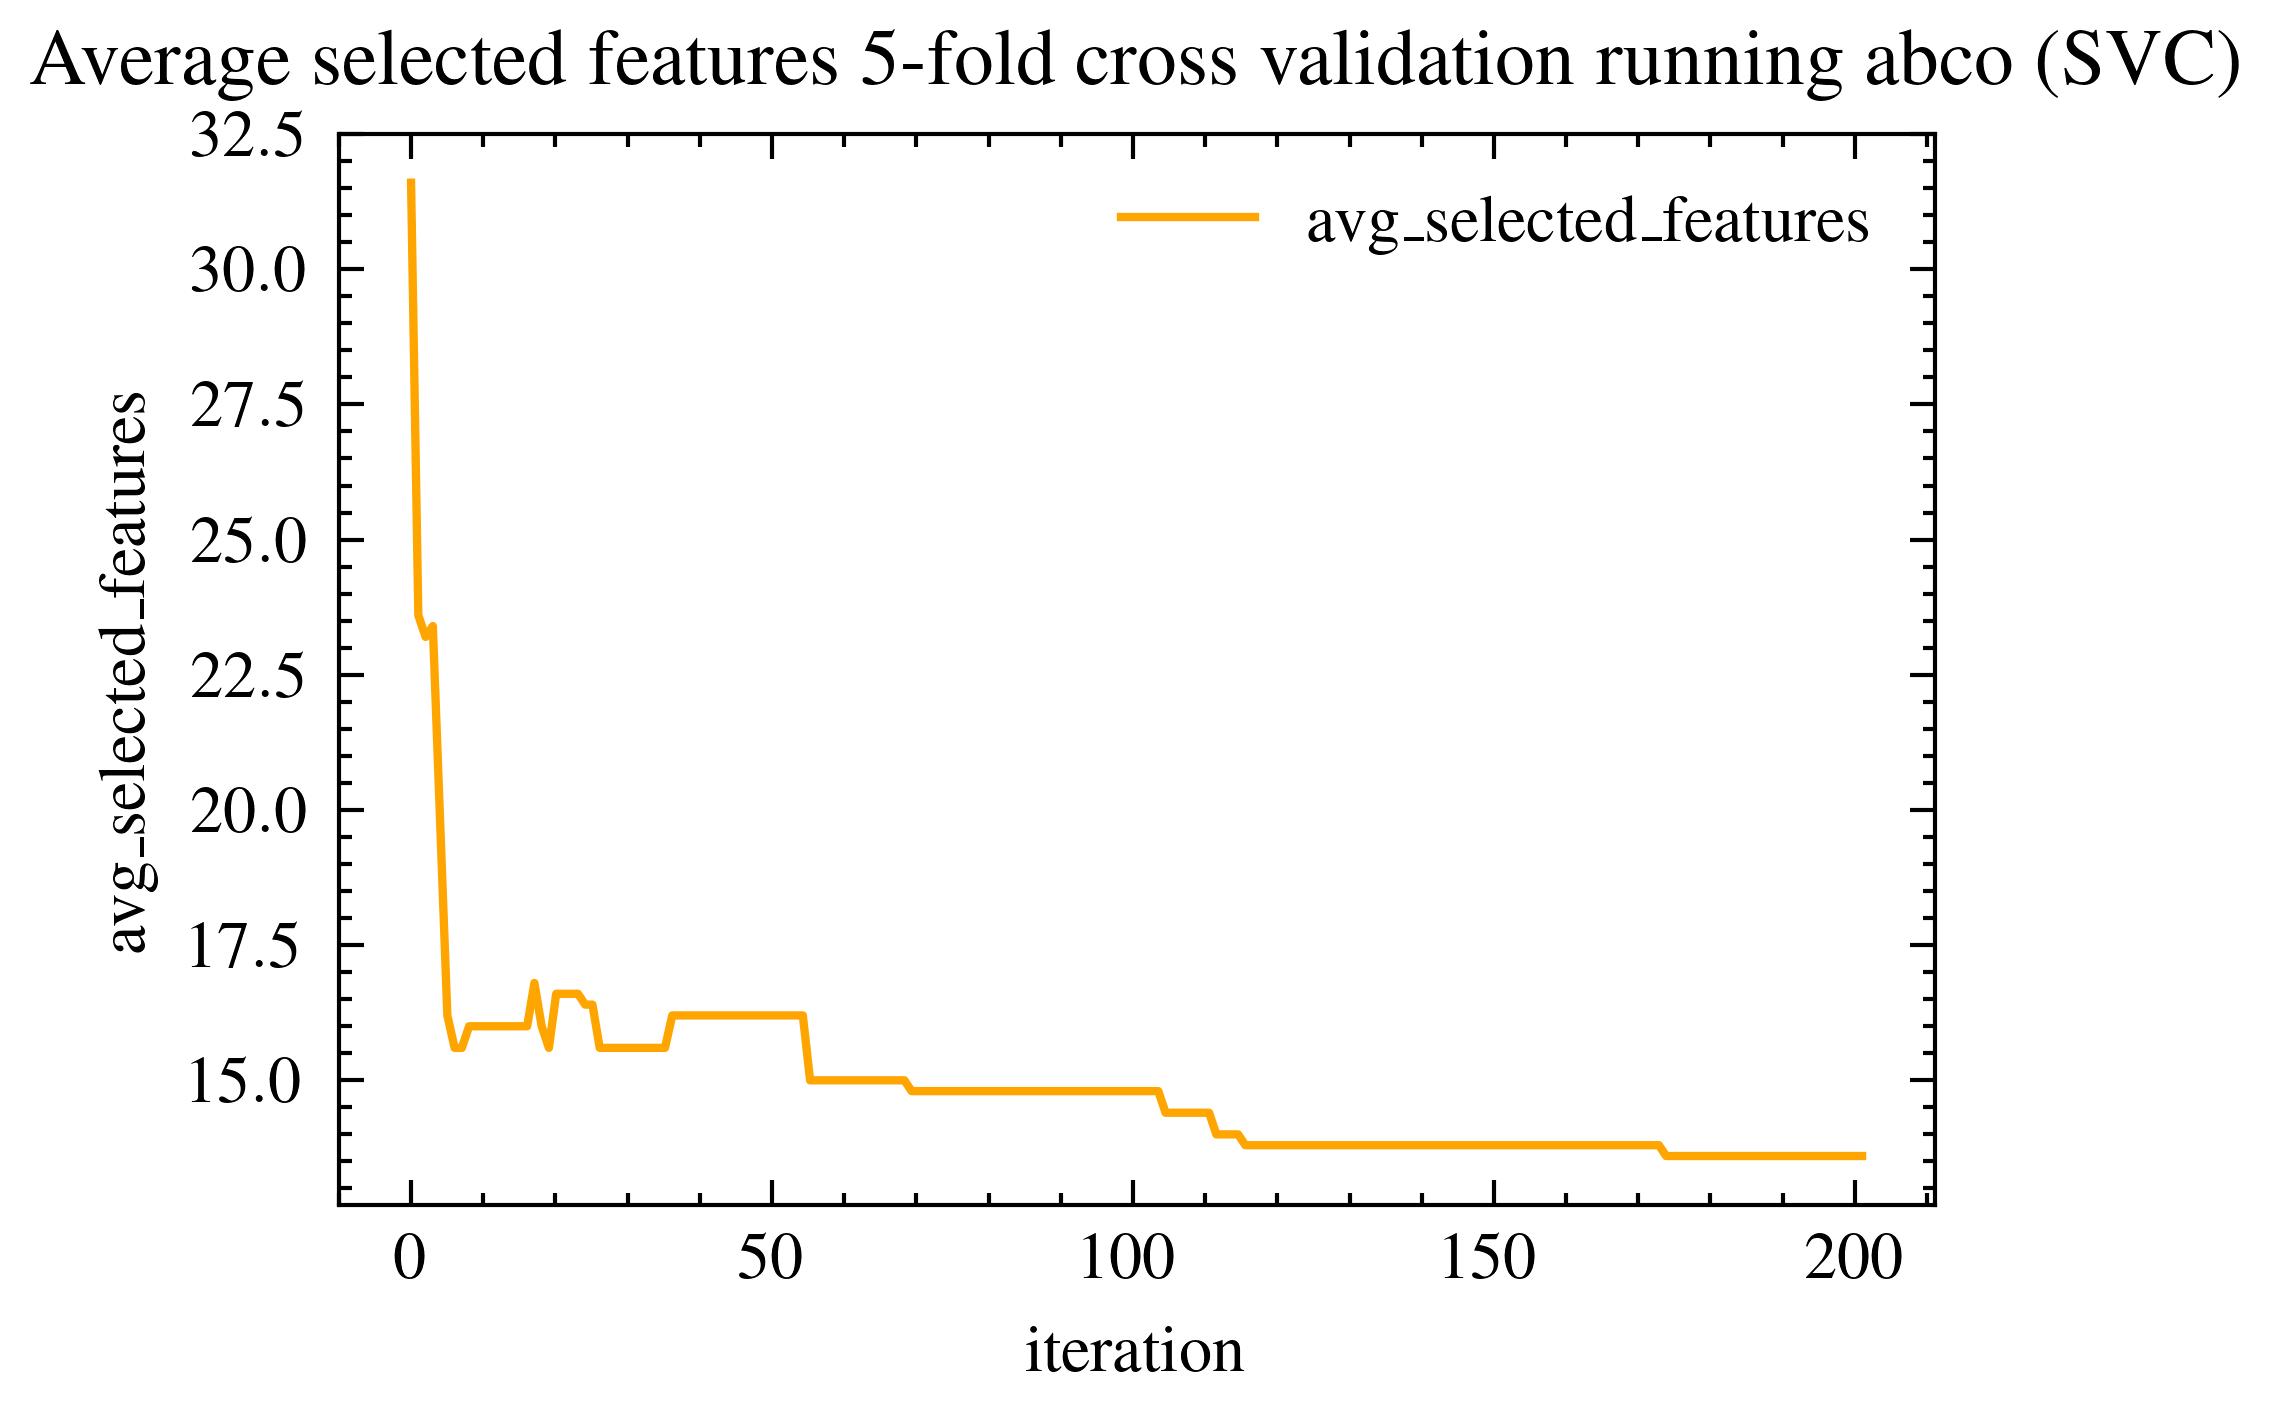 Average selected features 5-fold cross validation running abco (SVC)
32.5
30.0
27.5
25.0
22.5
20.0
17.5
15.0
avg_selected_features
avg_selected_features
0 50 100 150 200
iteration